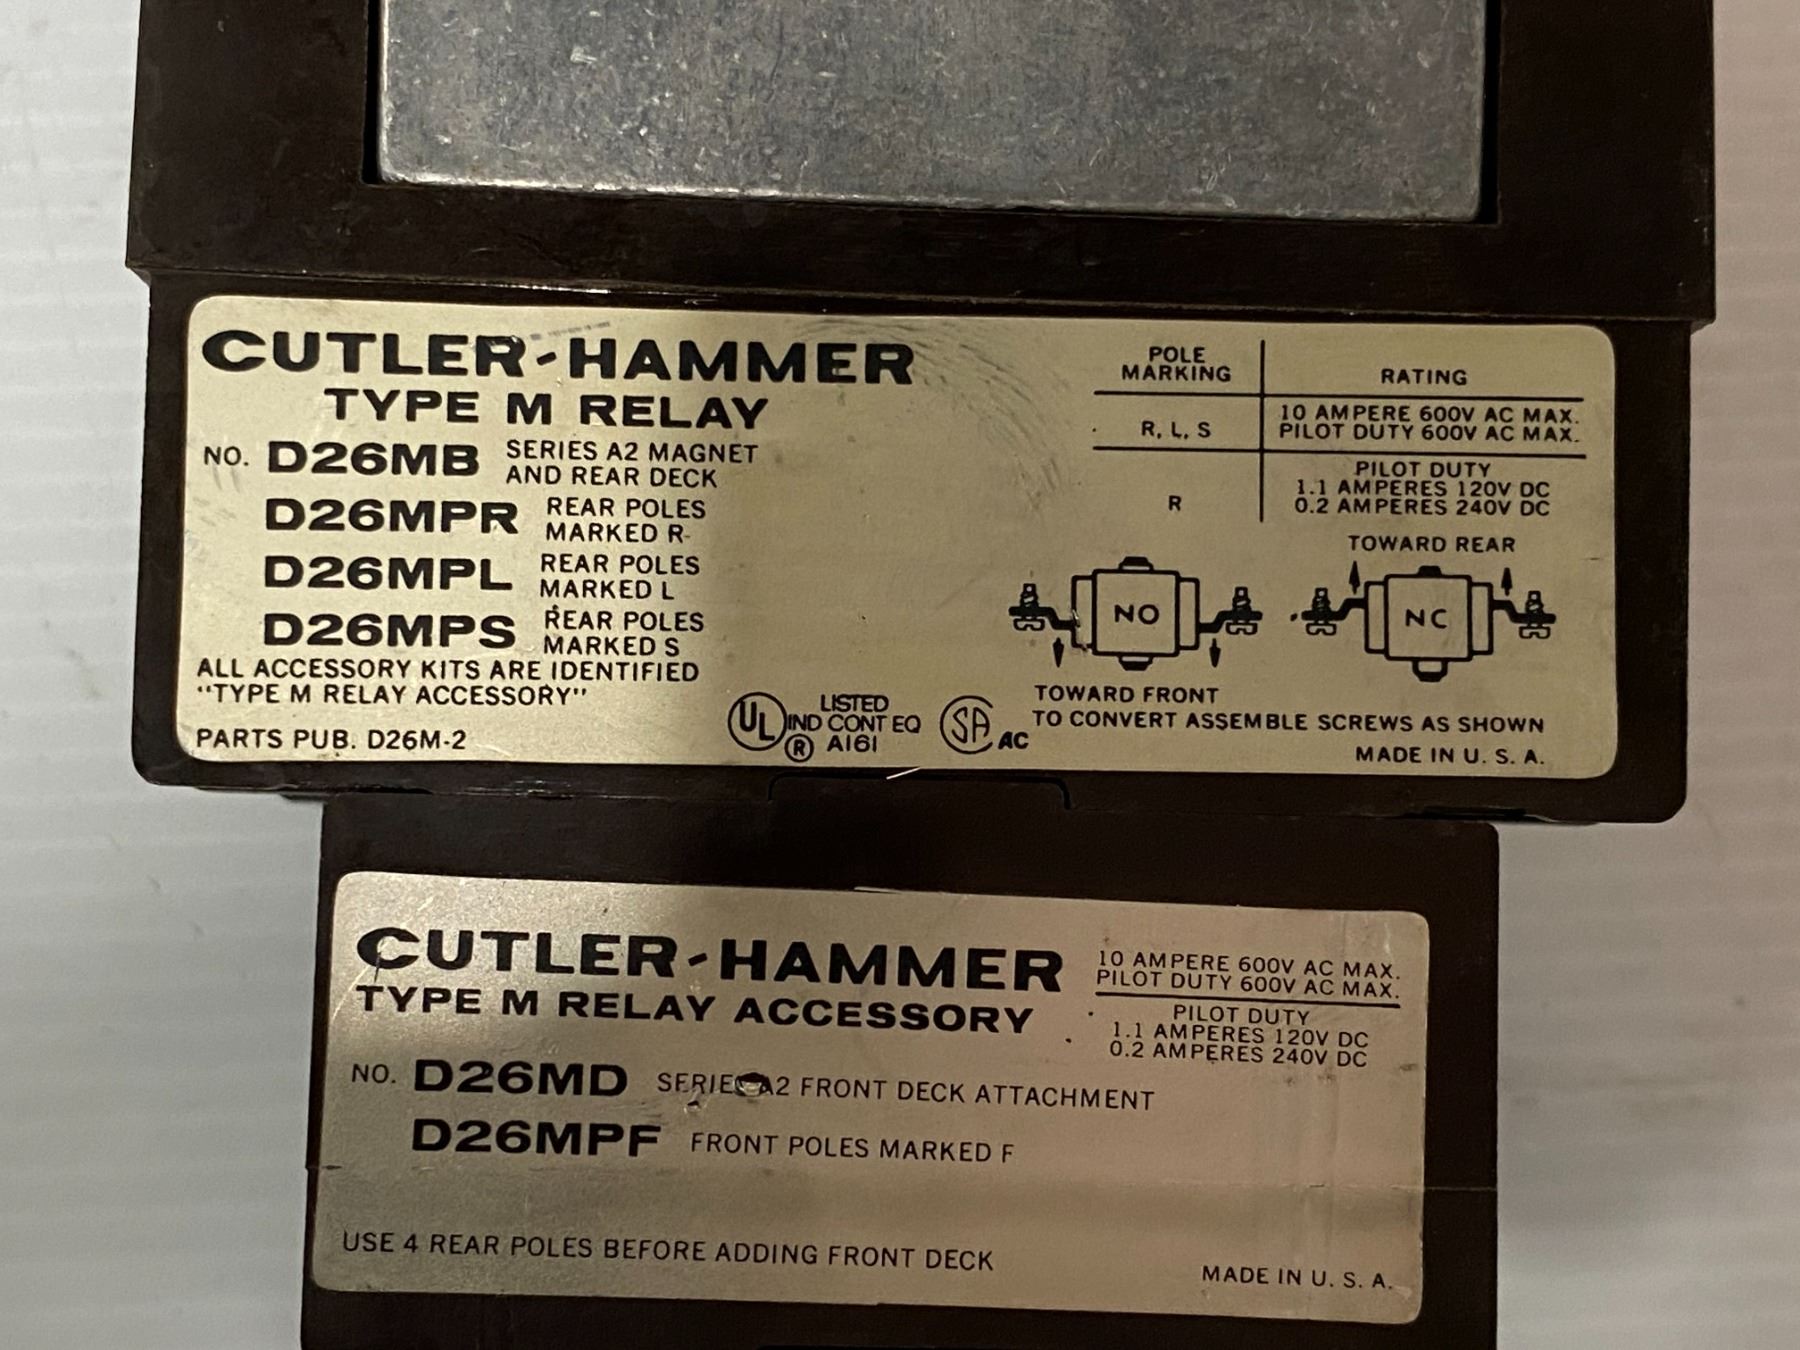 CUTLER-HAMMER
TYPE M RELAY
NO. D26MB SERIES A2 MAGNET
AND REAR DECK
D26MPR REAR POLES
MARKED R
D26MPL REAR POLES
MARKED L
D26MPS REAR POLES
MARKED S
ALL ACCESSORY KITS ARE IDENTIFIED
"TYPE M RELAY ACCESSORY"
PARTS PUB. D26M-2
UL LISTED
IND CONT EQ
® A161
SA AC
POLE
MARKING
RATING
R, L, S
10 AMPERE 600V AC MAX.
PILOT DUTY 600V AC MAX.
R
PILOT DUTY
1.1 AMPERES 120V DC
0.2 AMPERES 240V DC
TOWARD REAR
NO
NC
TOWARD FRONT
TO CONVERT ASSEMBLE SCREWS AS SHOWN
MADE IN U. S. A.
CUTLER-HAMMER
TYPE M RELAY ACCESSORY
NO. D26MD SERIES A2 FRONT DECK ATTACHMENT
D26MPF FRONT POLES MARKED F
USE 4 REAR POLES BEFORE ADDING FRONT DECK
10 AMPERE 600V AC MAX.
PILOT DUTY 600V AC MAX.
PILOT DUTY
1.1 AMPERES 120V DC
0.2 AMPERES 240V DC
MADE IN U. S. A.